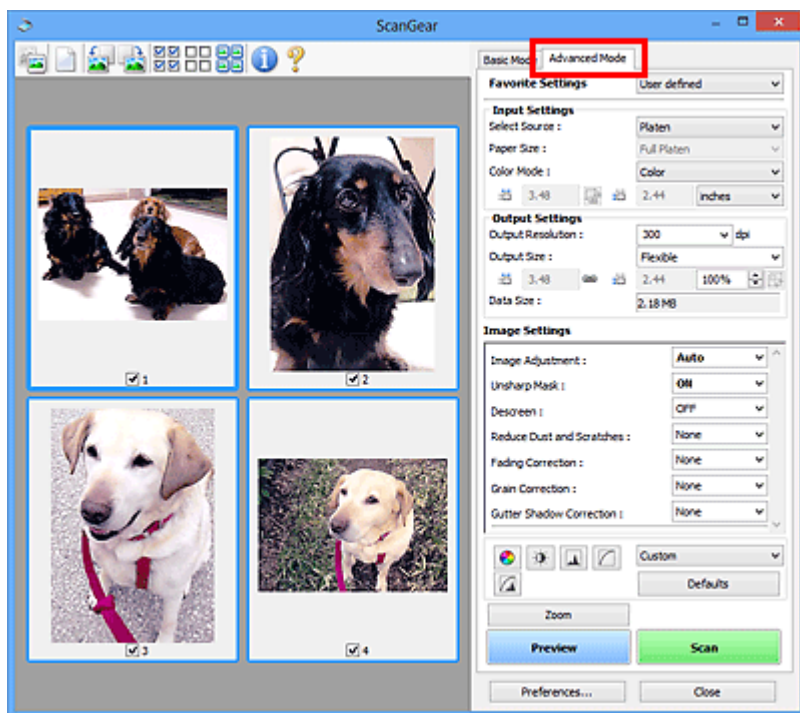 ScanGear
Basic Mode Advanced Mode
Favorite Settings User defined
Input Settings
Select Source : Platen
Paper Size : Full Platen
Color Mode : Color
3.48 2.44 inches
Output Settings
Output Resolution : 300 dpi
Output Size : Flexible
3.48 2.44 100%
Data Size : 2.18 MB
Image Settings
Image Adjustment : Auto
Unsharp Mask : ON
Descreen : OFF
Reduce Dust and Scratches : None
Fading Correction : None
Grain Correction : None
Gutter Shadow Correction : None
Custom
Defaults
Zoom
Preview Scan
Preferences... Close
1
2
3
4